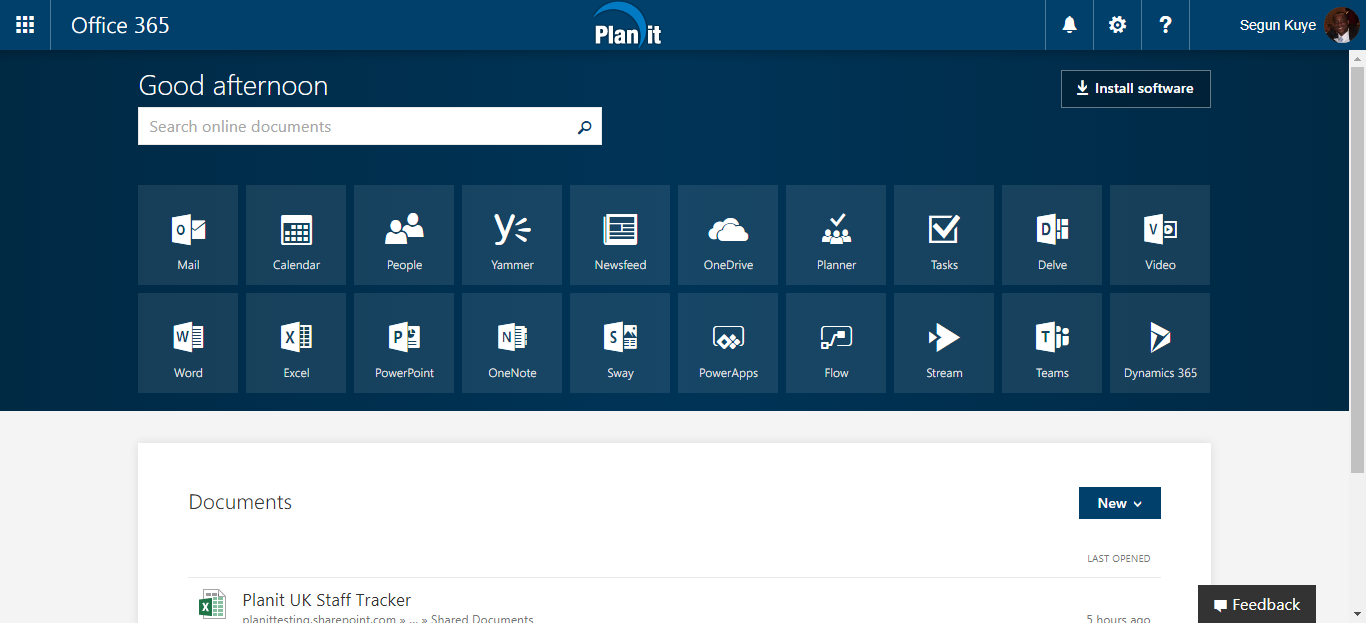 Office 365
Planit
Segun Kuye
Good afternoon
Install software
Search online documents
Mail
Calendar
People
Yammer
Newsfeed
OneDrive
Planner
Tasks
Delve
Video
Word
Excel
PowerPoint
OneNote
Sway
PowerApps
Flow
Stream
Teams
Dynamics 365
Documents
New
LAST OPENED
Planit UK Staff Tracker
planittesting.sharepoint.com » ... » Shared Documents
5 hours ago
Feedback